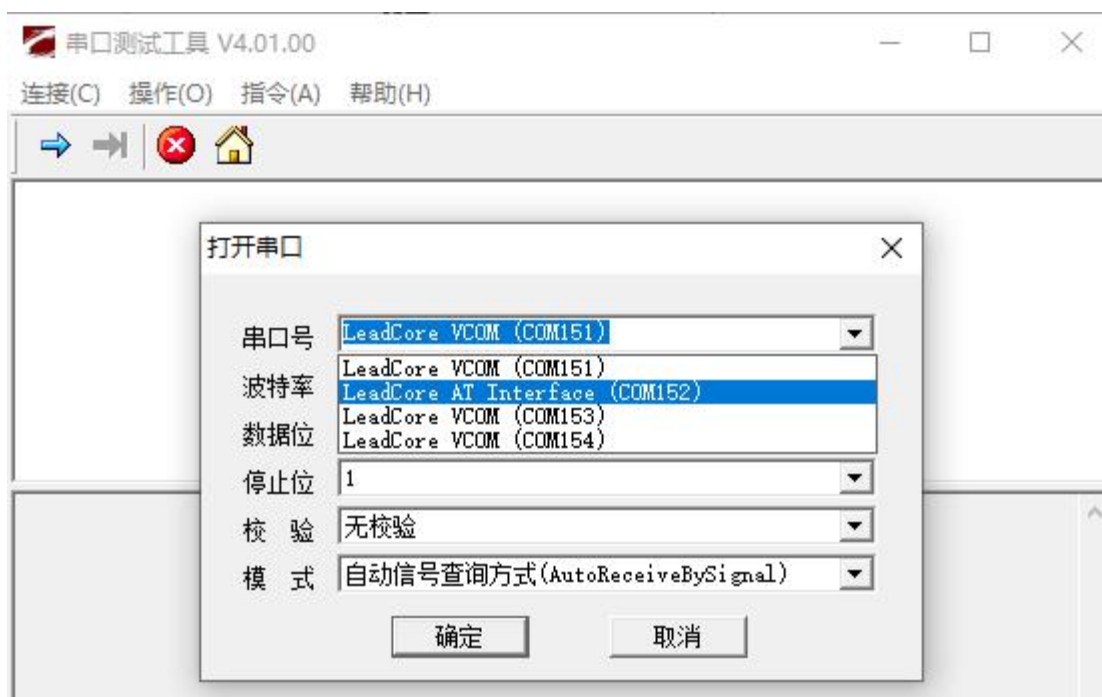 串口测试工具 V4.01.00
连接(C) 操作(O) 指令(A) 帮助(H)
打开串口
串口号 LeadCore VCOM (COM151)
LeadCore VCOM (COM151)
波特率 LeadCore AT Interface (COM152)
LeadCore VCOM (COM153)
数据位 LeadCore VCOM (COM154)
停止位 1
校 验 无校验
模 式 自动信号查询方式(AutoReceiveBySignal)
确定 取消